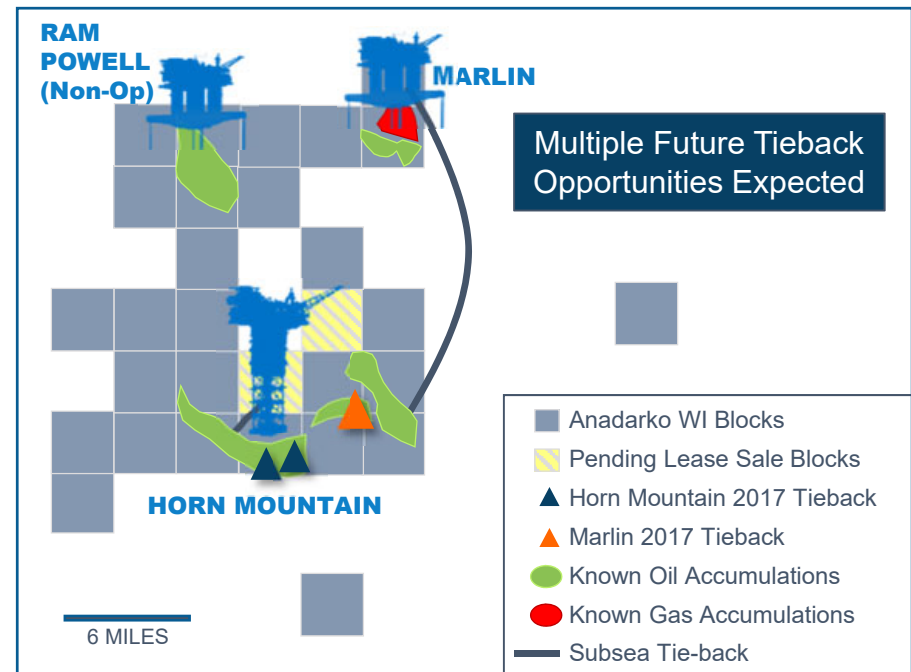 RAM
POWELL
(Non-Op)
MARLIN
Multiple Future Tieback
Opportunities Expected
HORN MOUNTAIN
6 MILES
Anadarko WI Blocks
Pending Lease Sale Blocks
Horn Mountain 2017 Tieback
Marlin 2017 Tieback
Known Oil Accumulations
Known Gas Accumulations
Subsea Tie-back